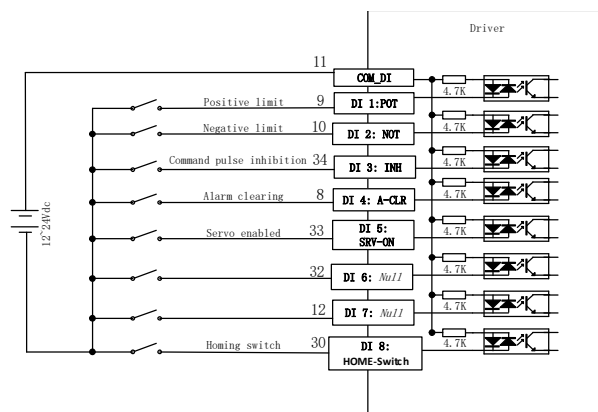 Driver
11
COM_DI
4.7K
Positive limit 9 DI 1:POT
4.7K
Negative limit 10 DI 2: NOT
4.7K
Command pulse inhibition 34 DI 3: INH
4.7K
Alarm clearing 8 DI 4: A-CLR
4.7K
Servo enabled 33 DI 5:
SRV-ON
4.7K
32 DI 6: Null
4.7K
12 DI 7: Null
4.7K
Homing switch 30 DI 8:
HOME-Switch
12~24Vdc